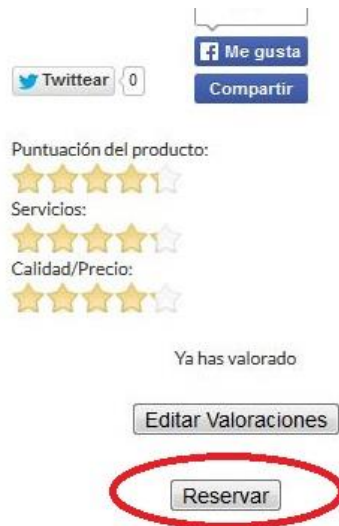 Me gusta
Twittear 0
Compartir
Puntuación del producto:
Servicios:
Calidad/Precio:
Ya has valorado
Editar Valoraciones
Reservar